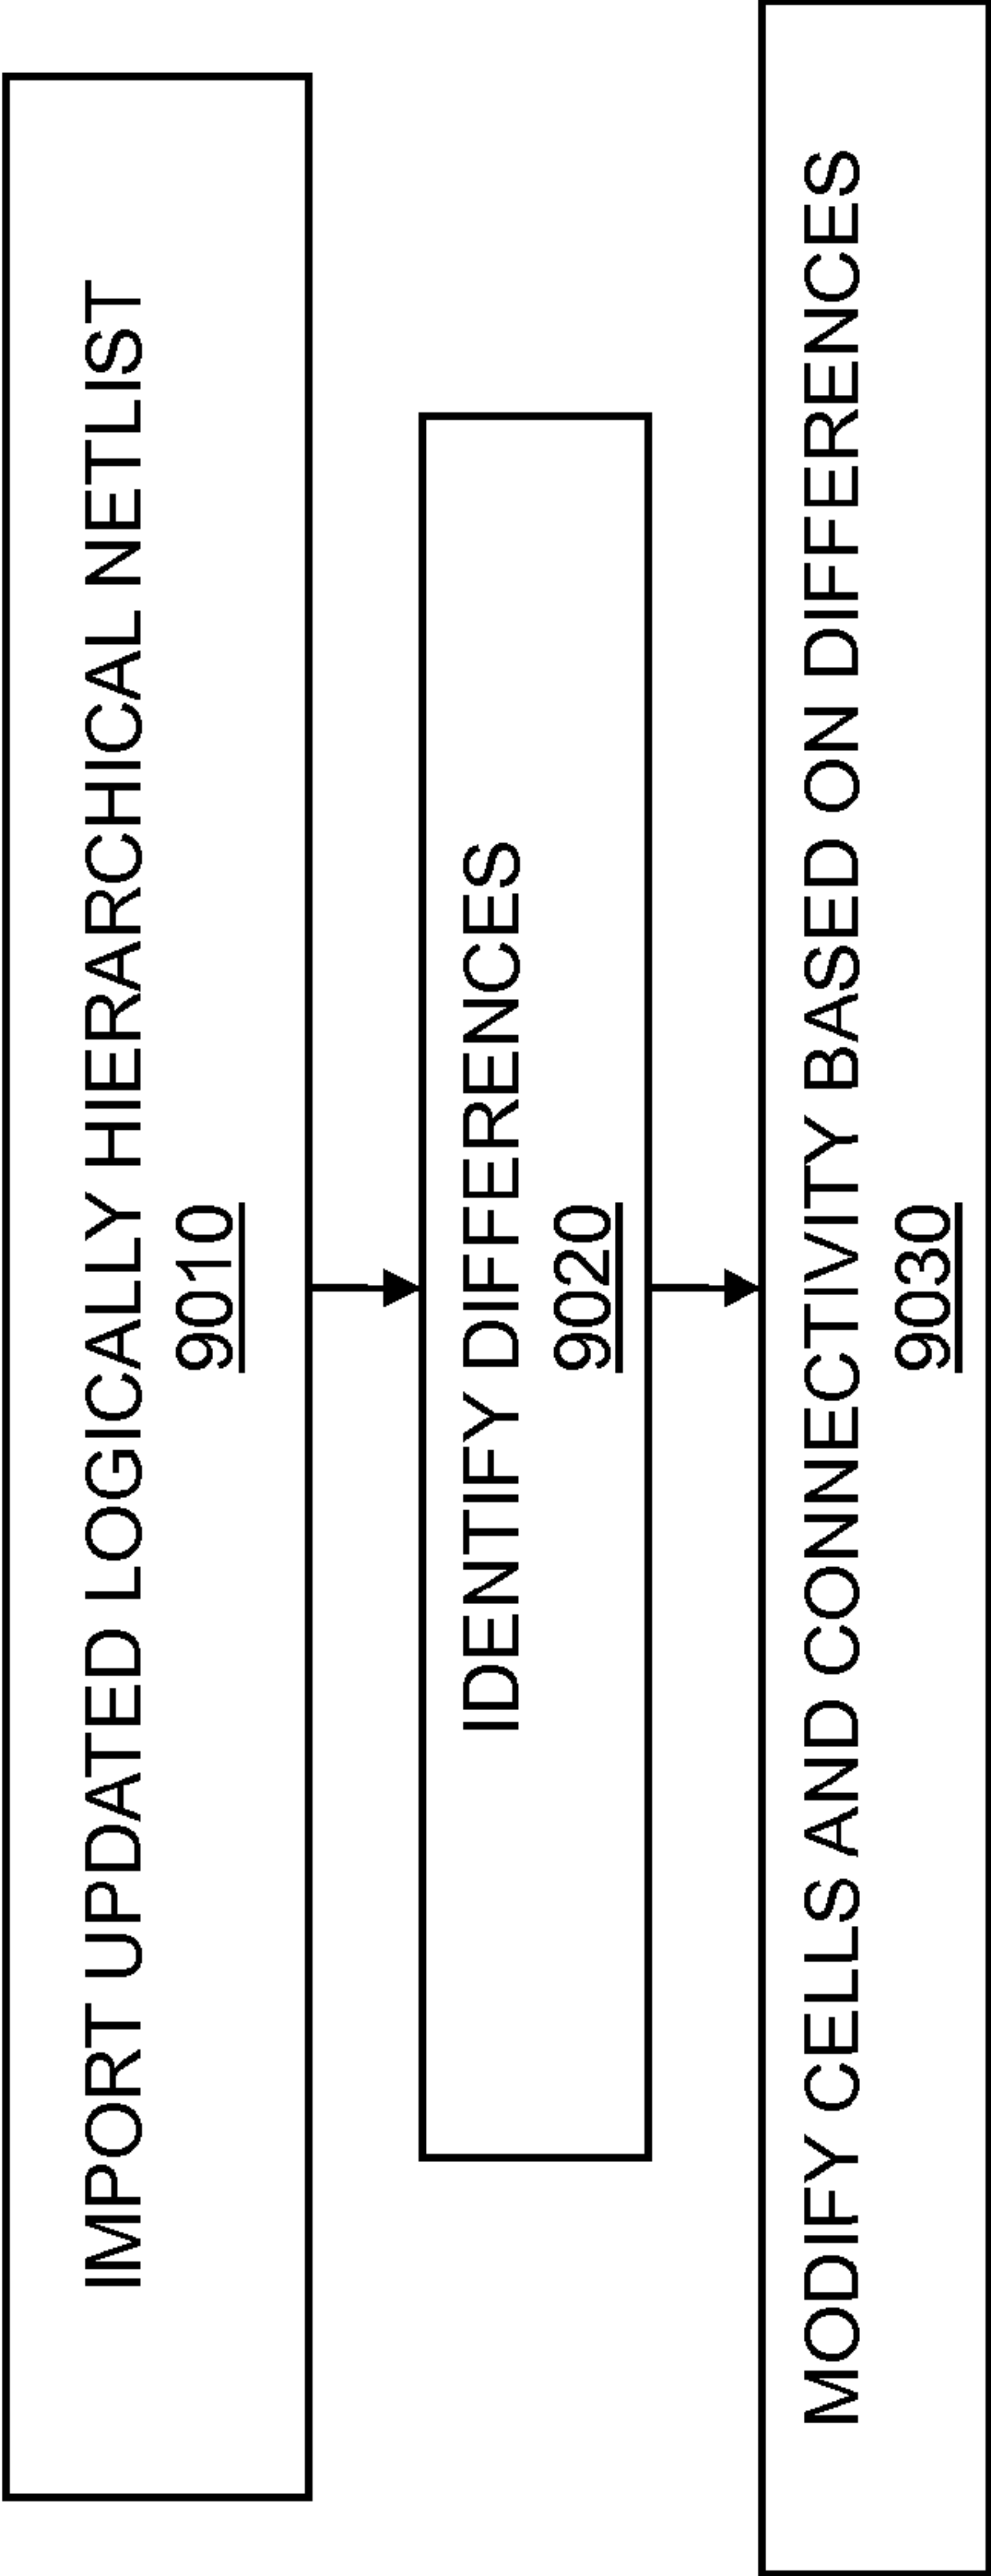 IMPORT UPDATED LOGICALLY HIERARCHICAL NETLIST
9010
IDENTIFY DIFFERENCES
9020
MODIFY CELLS AND CONNECTIVITY BASED ON DIFFERENCES
9030